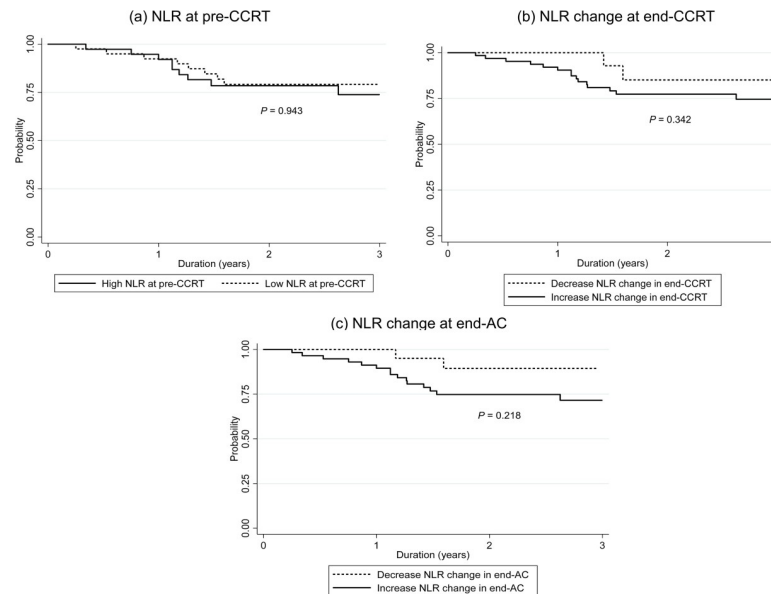 (a) NLR at pre-CCRT
1.00
0.75
0.50
0.25
0.00
Probability
P = 0.943
0 1 2 3
Duration (years)
High NLR at pre-CCRT Low NLR at pre-CCRT
(b) NLR change at end-CCRT
1.00
0.75
0.50
0.25
0.00
Probability
P = 0.342
0 1 2
Duration (years)
Decrease NLR change in end-CCRT
Increase NLR change in end-CCRT
(c) NLR change at end-AC
1.00
0.75
0.50
0.25
0.00
Probability
P = 0.218
0 1 2 3
Duration (years)
Decrease NLR change in end-AC
Increase NLR change in end-AC